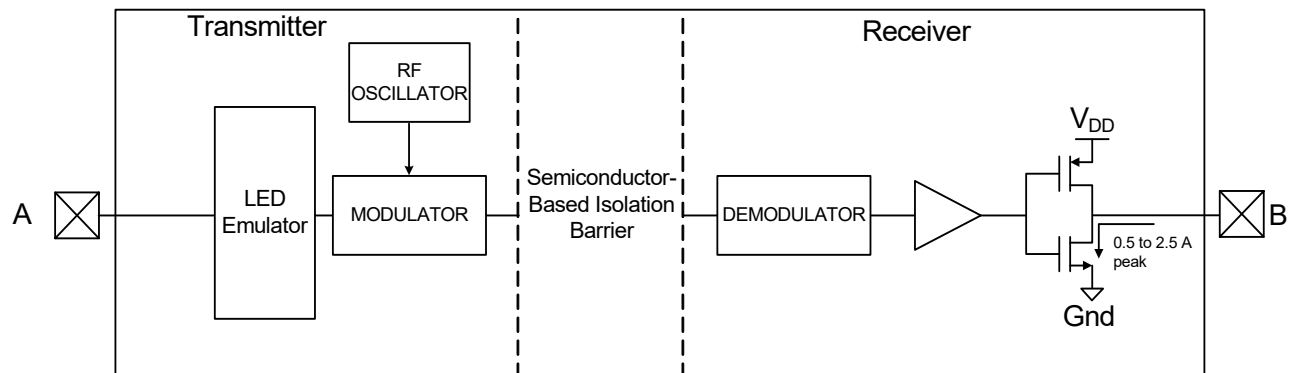 Transmitter
Receiver
RF
OSCILLATOR
V_DD
A
LED
Emulator
MODULATOR
Semiconductor-
Based Isolation
Barrier
DEMODULATOR
B
0.5 to 2.5 A
peak
Gnd